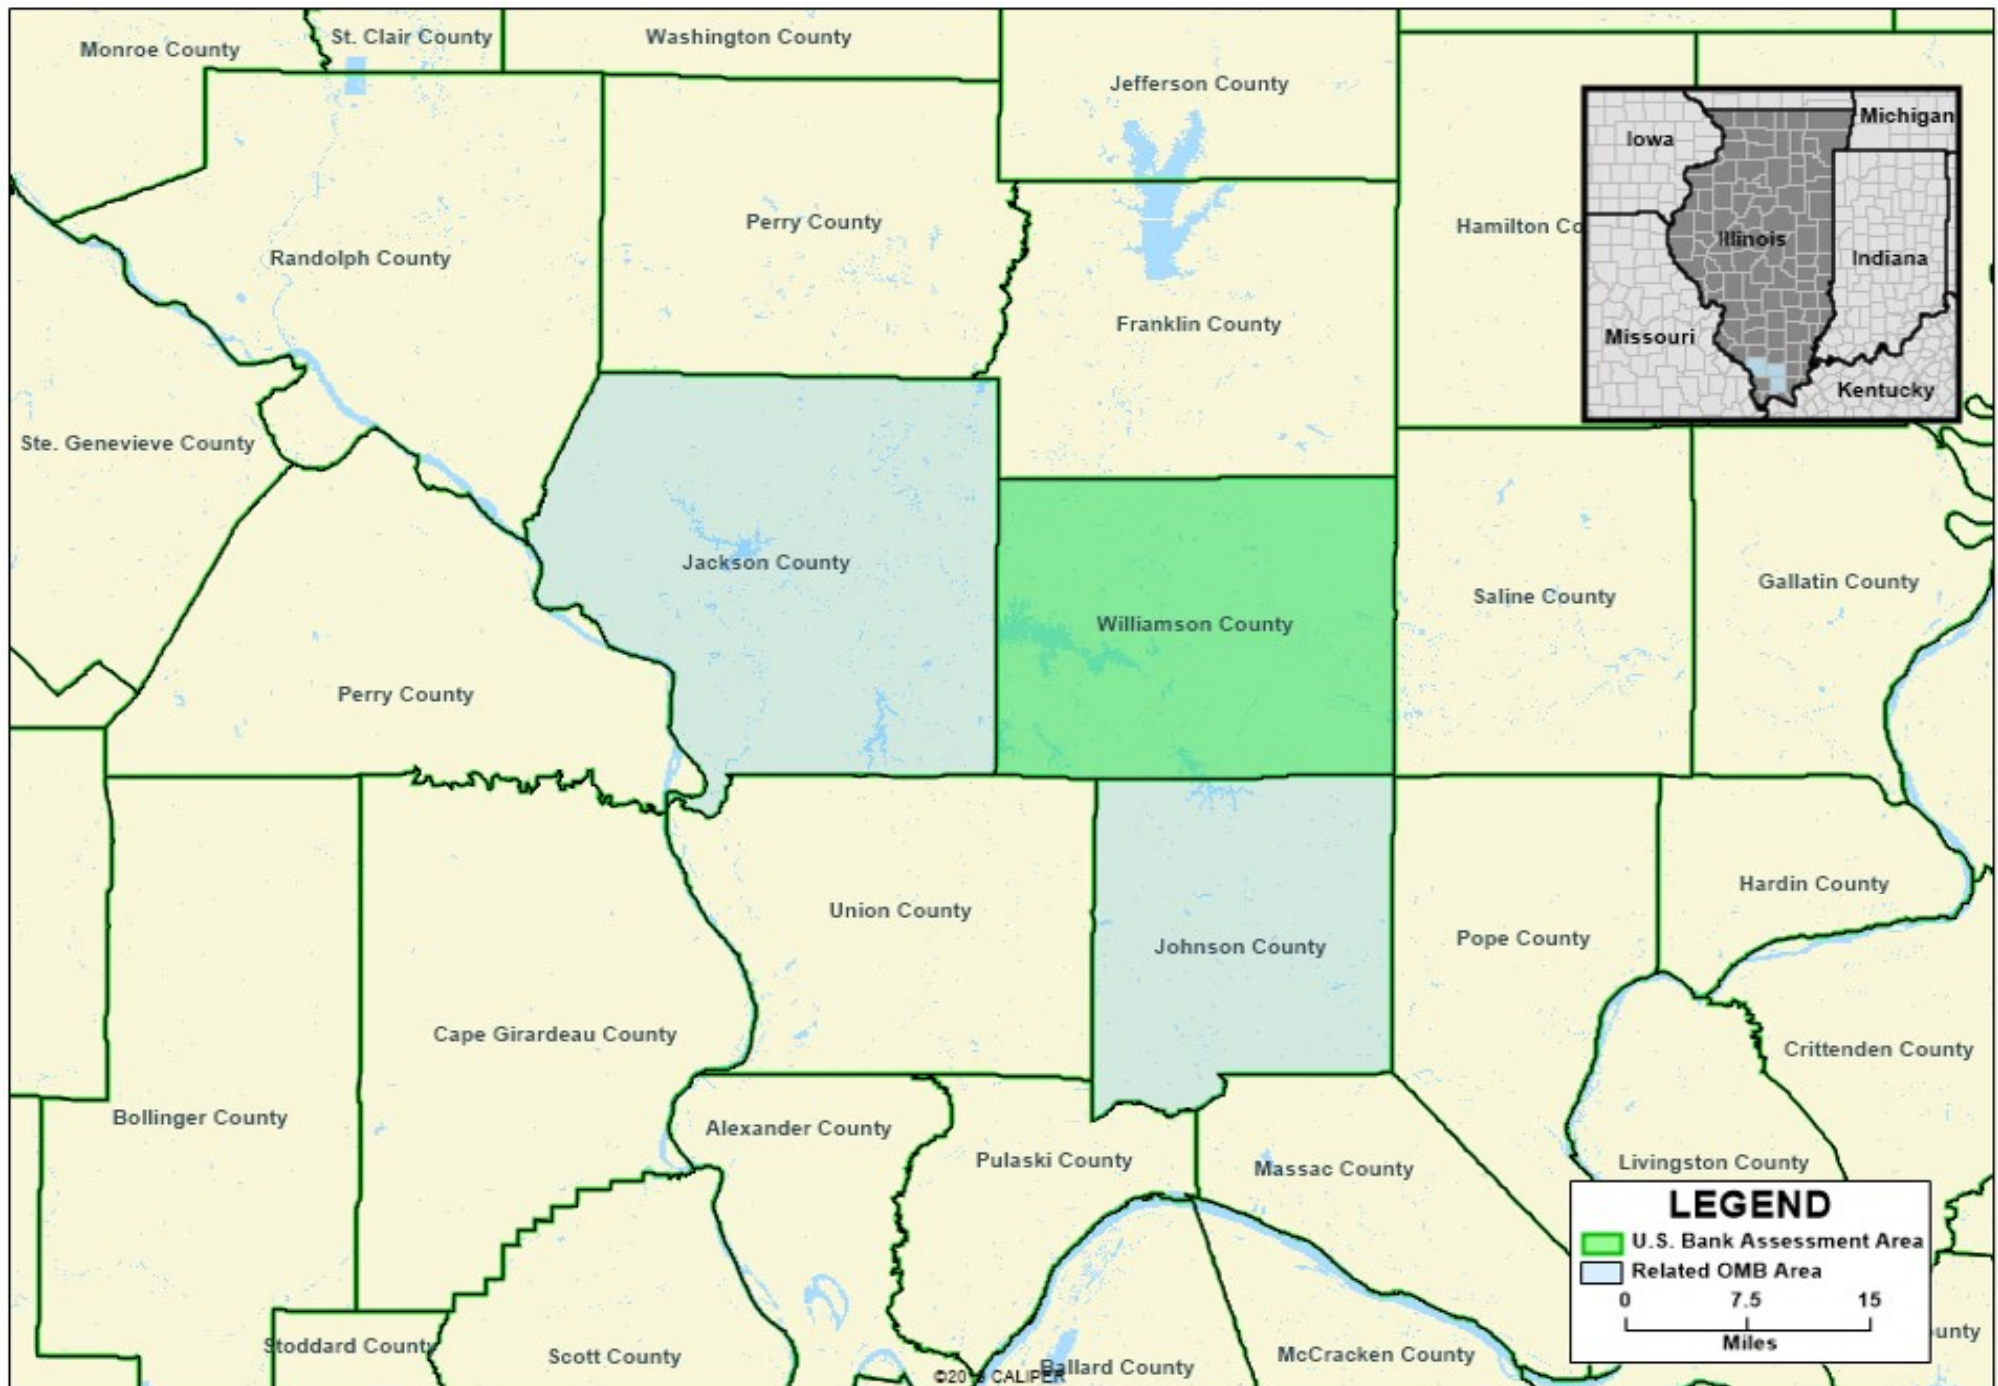 Monroe County
St. Clair County
Washington County
Jefferson County
Randolph County
Perry County
Hamilton Co
Franklin County
Iowa
Michigan
Illinois
Indiana
Missouri
Kentucky
Ste. Genevieve County
Jackson County
Williamson County
Saline County
Gallatin County
Perry County
Union County
Johnson County
Pope County
Hardin County
Cape Girardeau County
Crittenden County
Bollinger County
Alexander County
Pulaski County
Massac County
Livingston County
LEGEND
U.S. Bank Assessment Area
Related OMB Area
0 7.5 15
Miles
Stoddard County
Scott County
Ballard County
McCracken County
unty
CALIPER